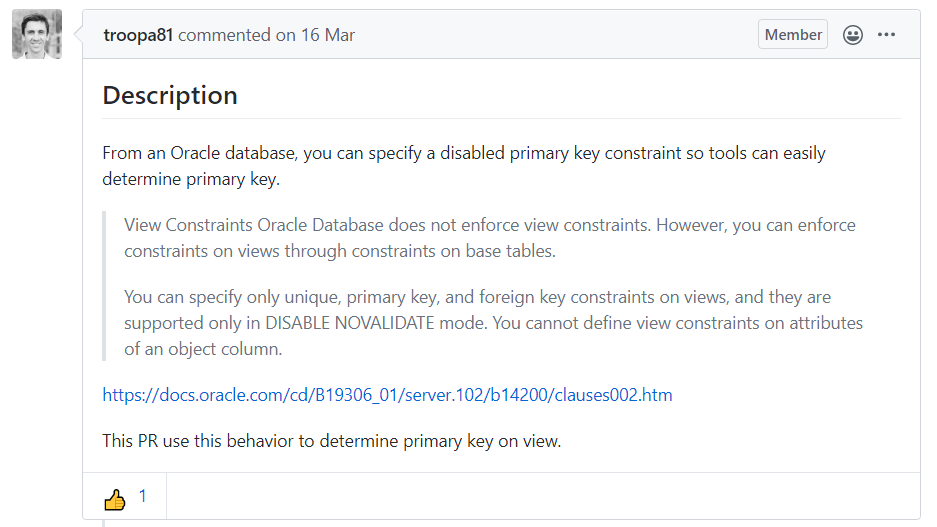 troopa81 commented on 16 Mar
Member
Description
From an Oracle database, you can specify a disabled primary key constraint so tools can easily
determine primary key.
View Constraints Oracle Database does not enforce view constraints. However, you can enforce
constraints on views through constraints on base tables.
You can specify only unique, primary key, and foreign key constraints on views, and they are
supported only in DISABLE NOVALIDATE mode. You cannot define view constraints on attributes
of an object column.
https://docs.oracle.com/cd/B19306_01/server.102/b14200/clauses002.htm
This PR use this behavior to determine primary key on view.
1